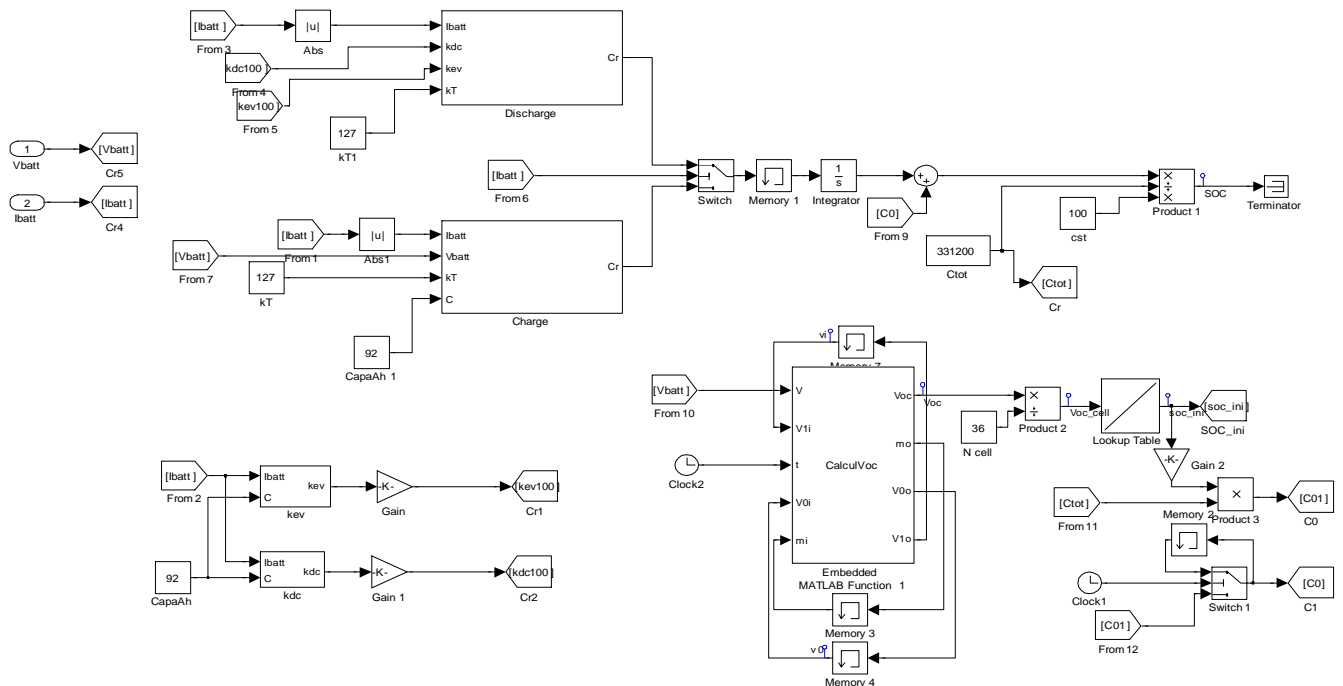 [Ibatt ]
From 3
|u|
Abs
Ibatt
kdc
kev
kT
Cr
Discharge
kdc100 ]
From 4
kev100 ]
From 5
127
kT1
1
Vbatt
[Vbatt ]
Cr5
2
Ibatt
[Ibatt ]
Cr4
[Ibatt ]
From 6
Switch
Memory 1
1
s
Integrator
+
+
[C0]
From 9
×
÷
×
Product 1
SOC
Terminator
100
cst
331200
Ctot
[Ctot ]
Cr
[Ibatt ]
From 1
|u|
Abs1
[Vbatt ]
From 7
127
kT
Ibatt
Vbatt
kT
C
Cr
Charge
92
CapaAh 1
vi
Memory 7
[Vbatt ]
From 10
V
V1i
t
V0i
mi
CalculVoc
Voc
mo
V0o
V1o
Embedded
MATLAB Function 1
Voc
Clock2
36
N cell
×
÷
Product 2
Voc_cell
Lookup Table
soc_ini
[soc_ini ]
SOC_ini
-K-
Gain 2
[Ctot ]
From 11
×
Product 3
[C01]
C0
Memory 2
Clock1
[C01]
From 12
Switch 1
[C0]
C1
Memory 3
v 0
Memory 4
[Ibatt ]
From 2
Ibatt
C
kev
kev
-K-
Gain
[kev100 ]
Cr1
92
CapaAh
Ibatt
C
kdc
kdc
-K-
Gain 1
[kdc100 ]
Cr2